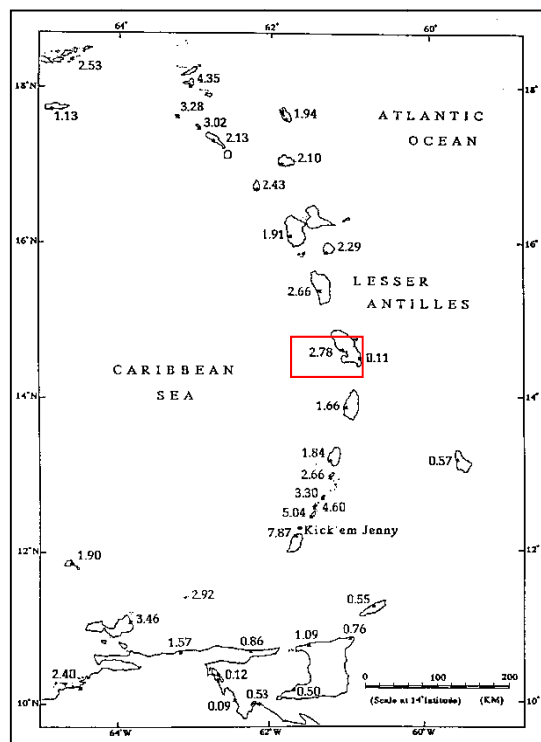 64° 62° 60°
2.53
4.35
18°N 18°
1.13
3.28
3.02
1.94
ATLANTIC
OCEAN
2.13
2.10
2.43
1.91
16°N 16°
2.29
LESSER
2.66
ANTILLES
2.78
0.11
CARIBBEAN
SEA
14°N 14°
1.66
1.84
0.57
2.66
3.30
4.60
5.04
Kick'em Jenny
7.87
12°N 12°
1.90
2.92
0.55
3.46
0.76
1.57 0.86 1.09
2.40
0.12
0.50
0 100 200
(Scale at 14° latitude) (KM)
10°N 10°
0.09 0.53
64°W 62° 60°